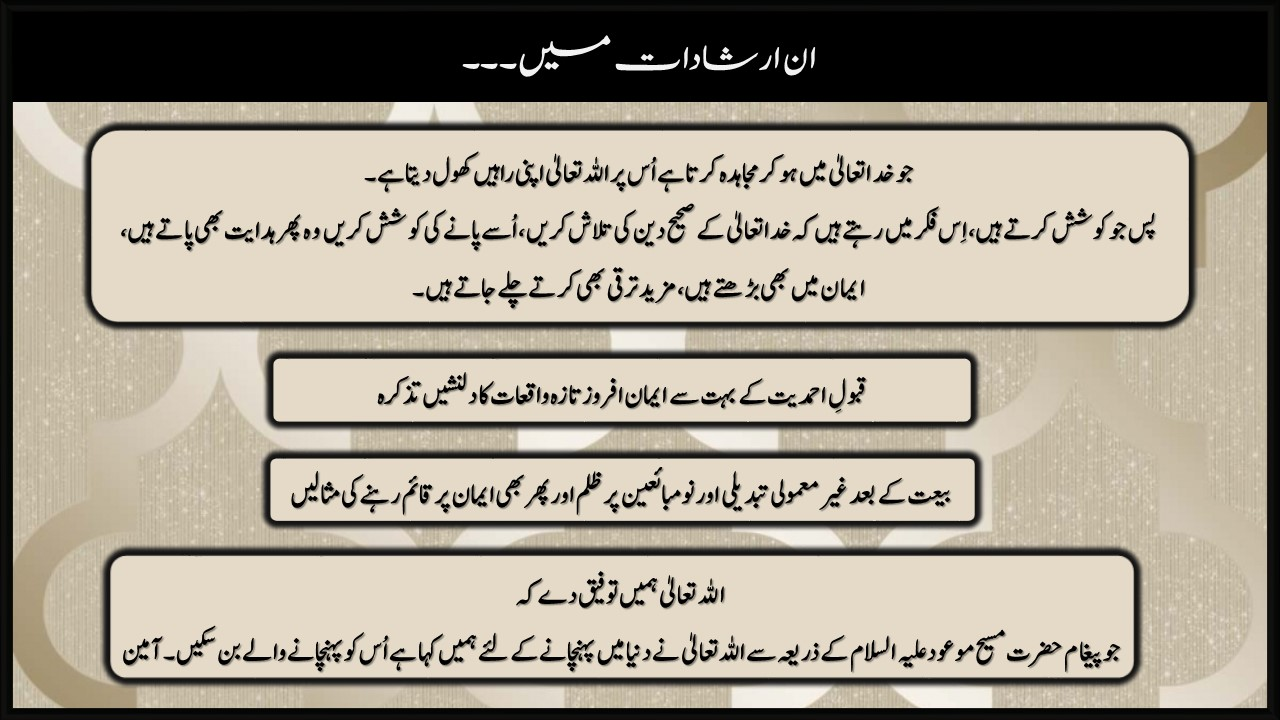 ان ارشادات میں۔۔۔
جو خدا تعالیٰ میں ہو کر مجاہدہ کرتا ہے اُس پر اللہ تعالیٰ اپنی راہیں کھول دیتا ہے۔
پس جو کوشش کرتے ہیں، اِس فکر میں رہتے ہیں کہ خدا تعالیٰ کے صحیح دین کی تلاش کریں، اُسے پانے کی کوشش کریں وہ پھر ہدایت بھی پاتے ہیں،
ایمان میں بھی بڑھتے ہیں، مزید ترقی بھی کرتے چلے جاتے ہیں۔
قبولِ احمدیت کے بہت سے ایمان افروز تازہ واقعات کا دلنشیں تذکرہ
بیعت کے بعد غیر معمولی تبدیلی اور نومبائعین پر ظلم اور پھر بھی ایمان پر قائم رہنے کی مثالیں
اللہ تعالیٰ ہمیں توفیق دے کہ
جو پیغام حضرت مسیح موعود علیہ السلام کے ذریعہ سے اللہ تعالیٰ نے دنیا میں پہنچانے کے لئے ہمیں کہا ہے اُس کو پہنچانے والے بن سکیں۔ آمین